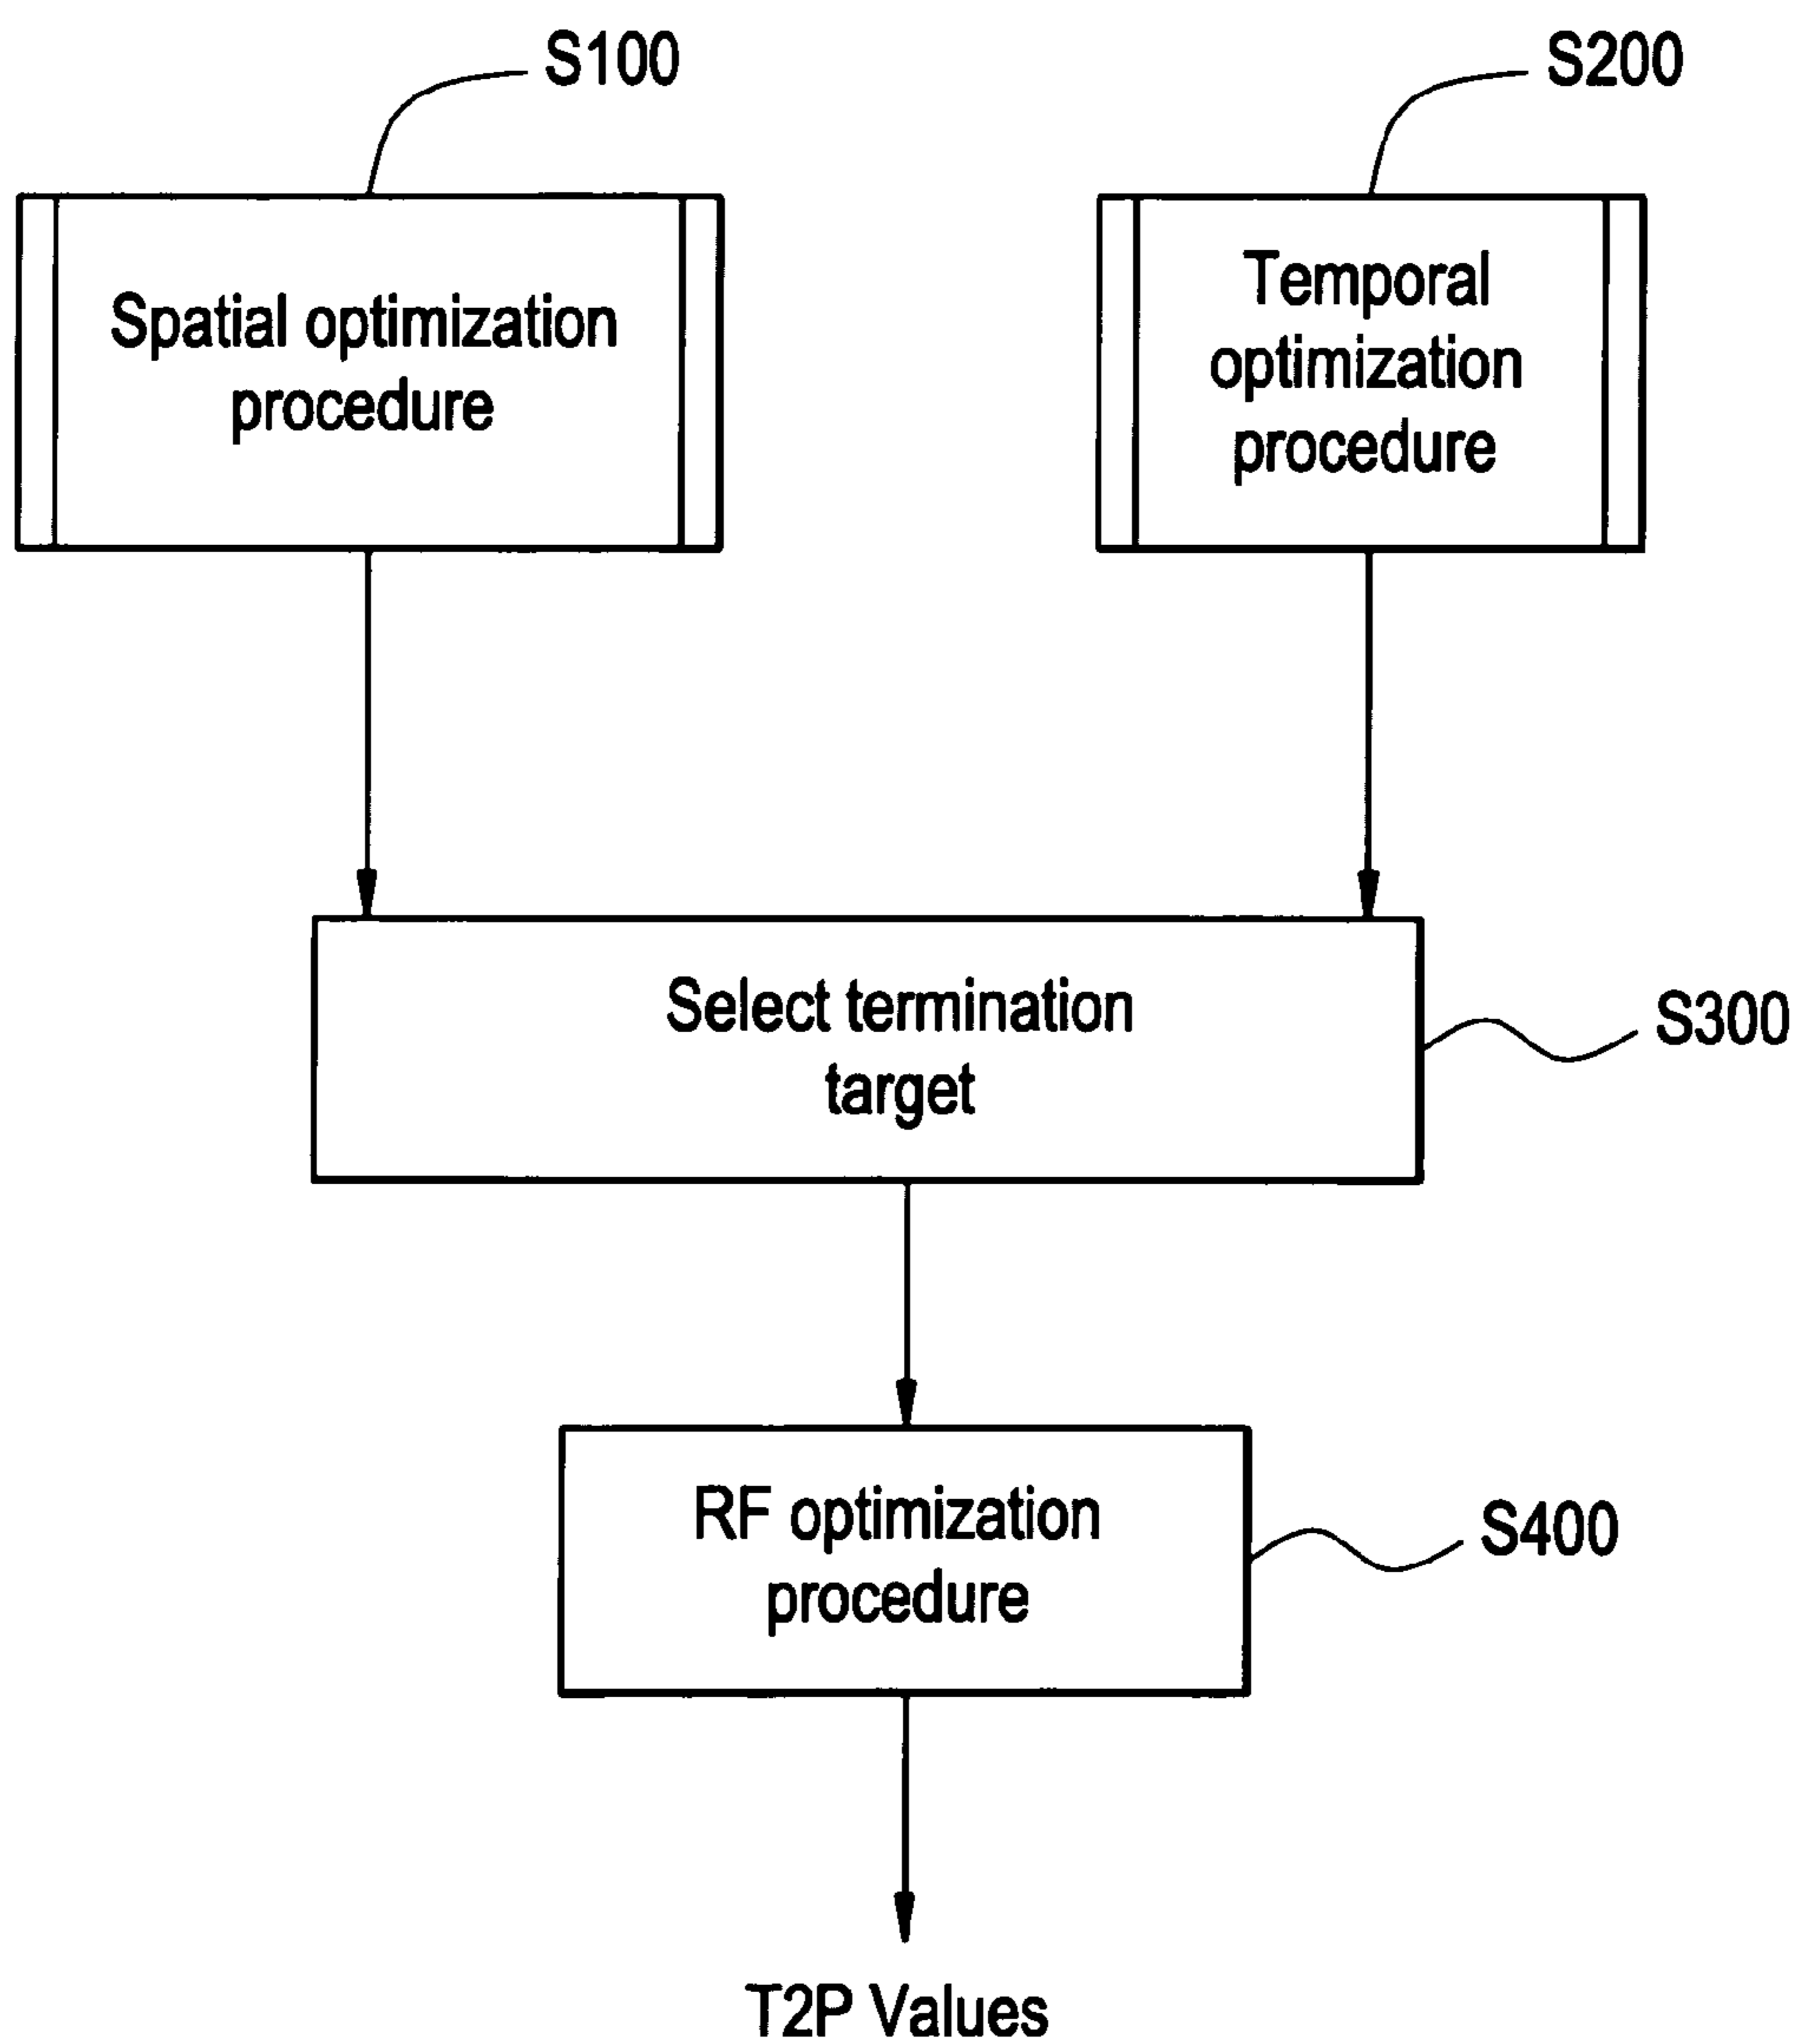 S100
S200
Spatial optimization
procedure
Temporal
optimization
procedure
Select termination
target
S300
RF optimization
procedure
S400
T2P Values